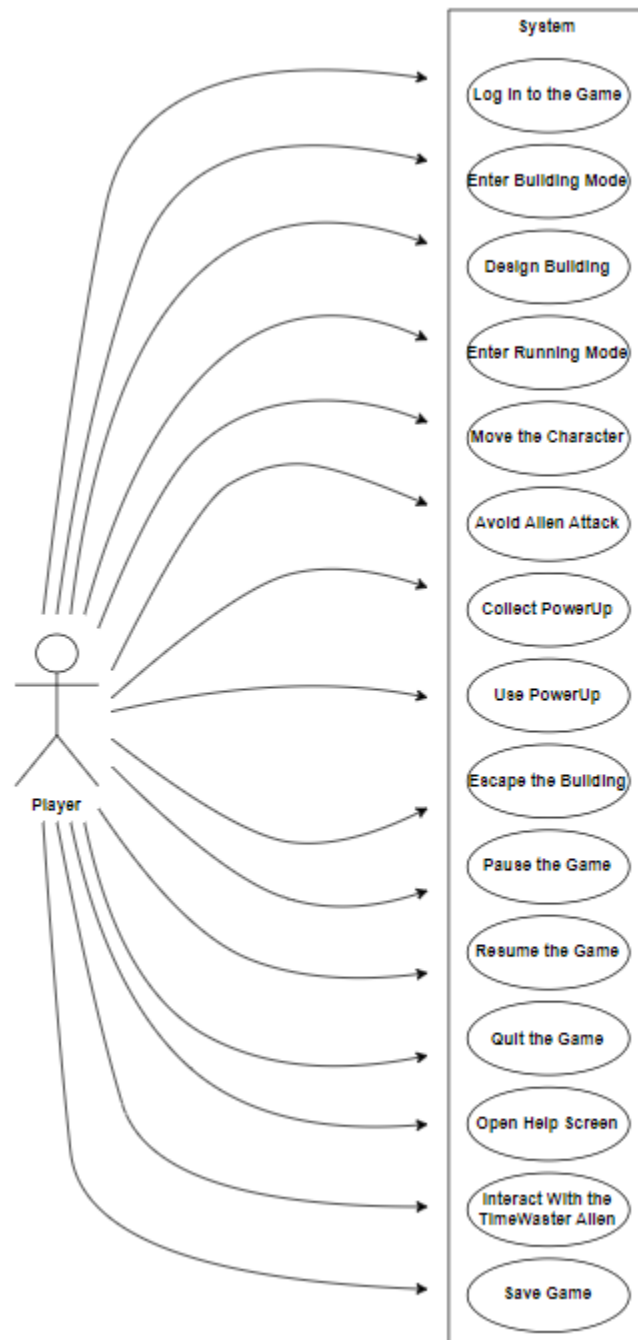 System
Log In to the Game
Enter Building Mode
Design Building
Enter Running Mode
Move the Character
Avoid Alien Attack
Collect PowerUp
Use PowerUp
Escape the Building
Player
Pause the Game
Resume the Game
Quit the Game
Open Help Screen
Interact With the
TimeWaster Alien
Save Game